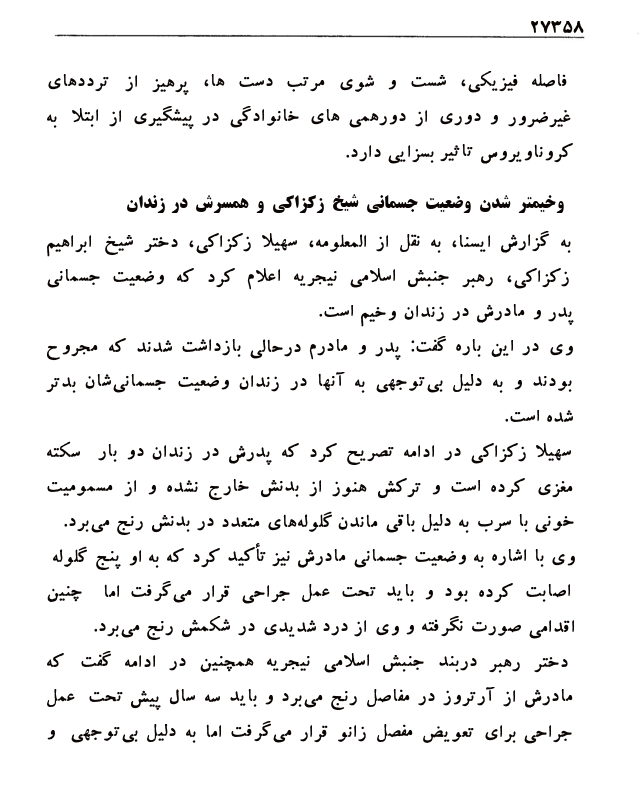 ۲۷۳۵۸
فاصله فیزیکی، شست و شوی مرتب دست ها، پرهیز از ترددهای
غیرضرور و دوری از دورهمی های خانوادگی در پیشگیری از ابتلا به
کروناویروس تاثیر بسزایی دارد.
وخیمتر شدن وضعیت جسمانی شیخ زکزاکی و همسرش در زندان
به گزارش ایسنا، به نقل از المعلومه، سهیلا زکزاکی، دختر شیخ ابراهیم
زکزاکی، رهبر جنبش اسلامی نیجریه اعلام کرد که وضعیت جسمانی
پدر و مادرش در زندان وخیم است.
وی در این باره گفت: پدر و مادرم درحالی بازداشت شدند که مجروح
بودند و به دلیل بی‌توجهی به آنها در زندان وضعیت جسمانی‌شان بدتر
شده است.
سهیلا زکزاکی در ادامه تصریح کرد که پدرش در زندان دو بار سکته
مغزی کرده است و ترکش هنوز از بدنش خارج نشده و از مسمومیت
خونی با سرب به دلیل باقی ماندن گلوله‌های متعدد در بدنش رنج می‌برد.
وی با اشاره به وضعیت جسمانی مادرش نیز تأکید کرد که به او پنج گلوله
اصابت کرده بود و باید تحت عمل جراحی قرار می‌گرفت اما چنین
اقدامی صورت نگرفته و وی از درد شدیدی در شکمش رنج می‌برد.
دختر رهبر دربند جنبش اسلامی نیجریه همچنین در ادامه گفت که
مادرش از آرتروز در مفاصل رنج می‌برد و باید سه سال پیش تحت عمل
جراحی برای تعویض مفصل زانو قرار می‌گرفت اما به دلیل بی‌توجهی و